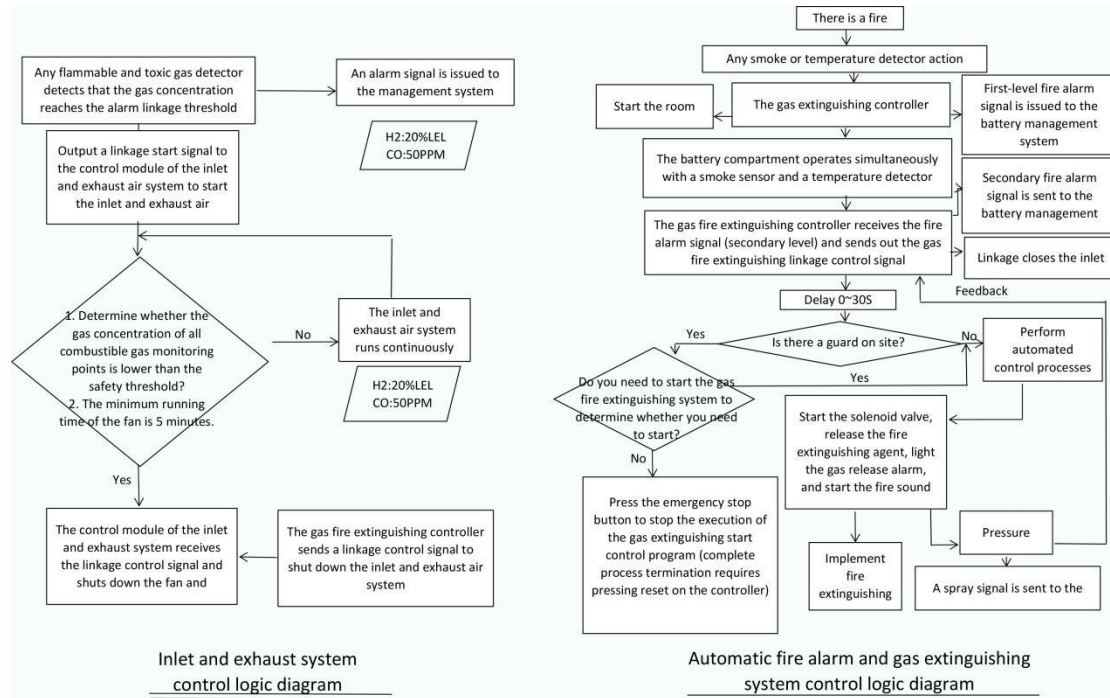 Any flammable and toxic gas detector
detects that the gas concentration
reaches the alarm linkage threshold
An alarm signal is issued to
the management system
H2:20%LEL
CO:50PPM
Output a linkage start signal to
the control module of the inlet
and exhaust air system to start
the inlet and exhaust air
1. Determine whether the
gas concentration of all
combustible gas monitoring
points is lower than the
safety threshold?
2. The minimum running
time of the fan is 5 minutes.
No
The inlet and
exhaust air system
runs continuously
H2:20%LEL
CO:50PPM
Yes
The control module of the inlet
and exhaust system receives
the linkage control signal and
shuts down the fan and
The gas fire extinguishing controller
sends a linkage control signal to
shut down the inlet and exhaust air
system
Inlet and exhaust system
control logic diagram
There is a fire
Any smoke or temperature detector action
Start the room
The gas extinguishing controller
First-level fire alarm
signal is issued to the
battery management
system
The battery compartment operates simultaneously
with a smoke sensor and a temperature detector
Secondary fire alarm
signal is sent to the
battery management
The gas fire extinguishing controller receives the fire
alarm signal (secondary level) and sends out the gas
fire extinguishing linkage control signal
Linkage closes the inlet
Delay 0~30S
Feedback
Yes
Is there a guard on site?
No
Perform
automated
control processes
Do you need to start the gas
fire extinguishing system to
determine whether you need
to start?
Yes
No
Start the solenoid valve,
release the fire
extinguishing agent, light
the gas release alarm,
and start the fire sound
Press the emergency stop
button to stop the execution of
the gas extinguishing start
control program (complete
process termination requires
pressing reset on the controller)
Implement
fire
extinguishing
Pressure
A spray signal is sent to the
Automatic fire alarm and gas extinguishing
system control logic diagram